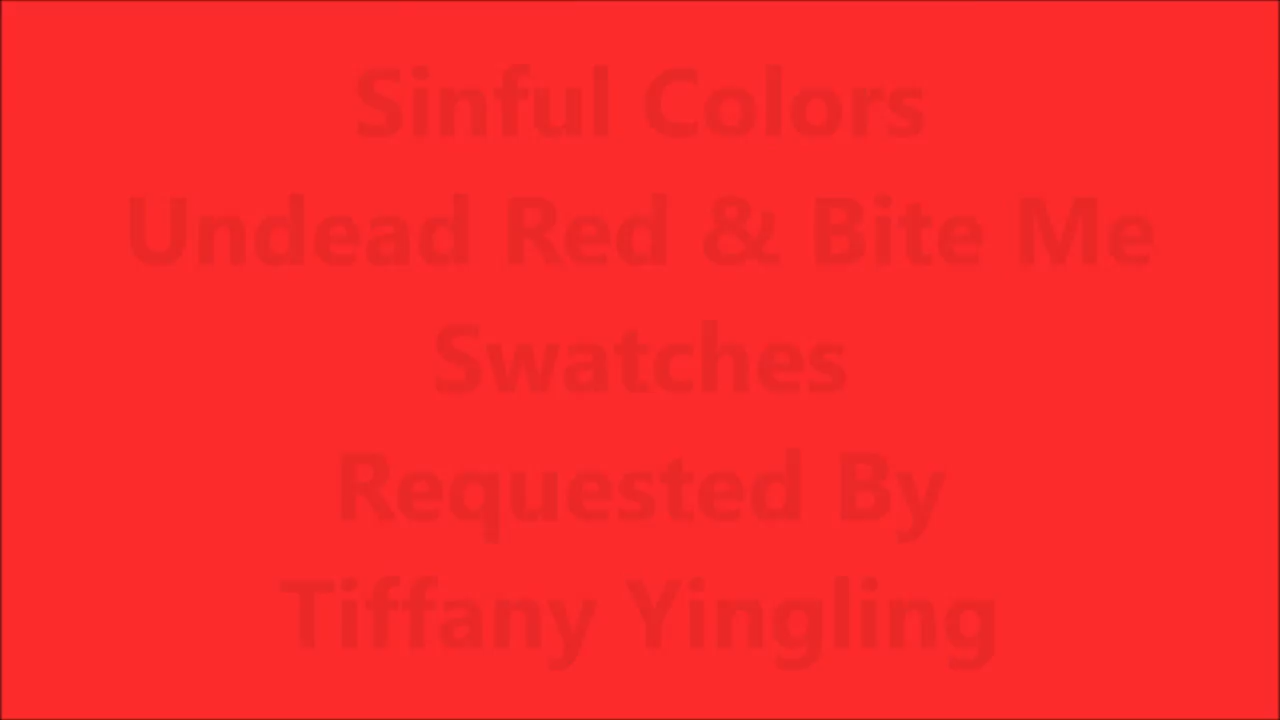 Sinful Colors
Undead Red & Bite Me
Swatches
Requested By
Tiffany Yingling